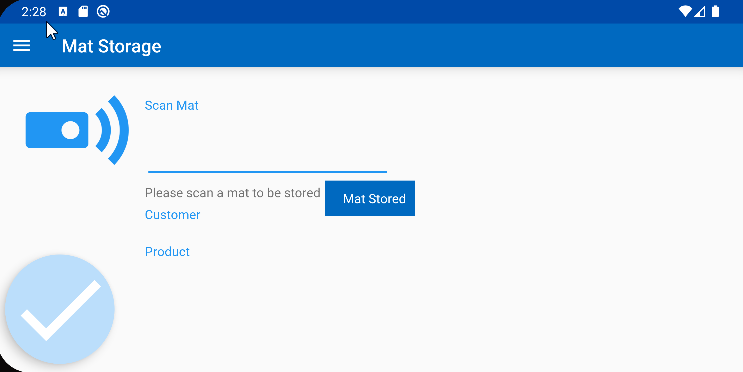 2:28
Mat Storage
Scan Mat
Please scan a mat to be stored
Mat Stored
Customer
Product